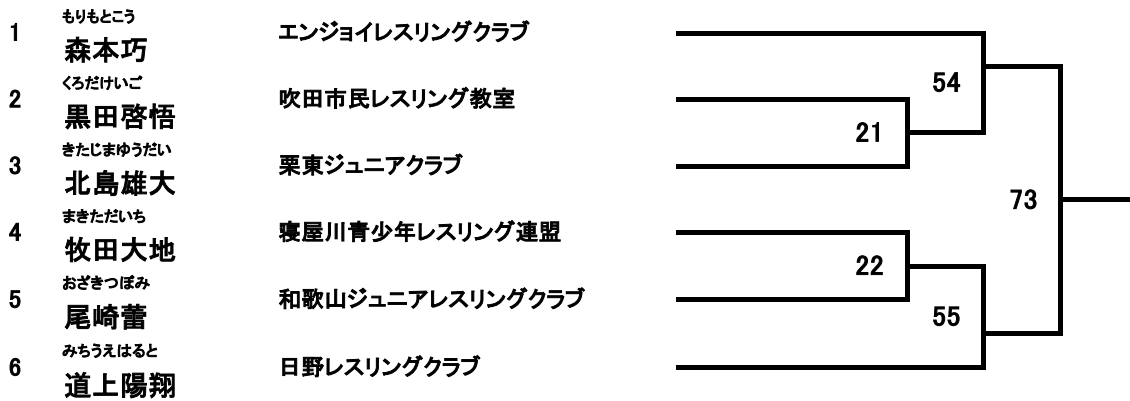 もりもとこう
1 森本巧 エンジョイレスリングクラブ
くろだけいご
2 黒田啓悟 吹田市民レスリング教室
きたじまゆうだい
3 北島雄大 栗東ジュニアクラブ
まきただいち
4 牧田大地 寝屋川青少年レスリング連盟
おざきつぼみ
5 尾崎蕾 和歌山ジュニアレスリングクラブ
みちうえはると
6 道上陽翔 日野レスリングクラブ
54
21
73
22
55